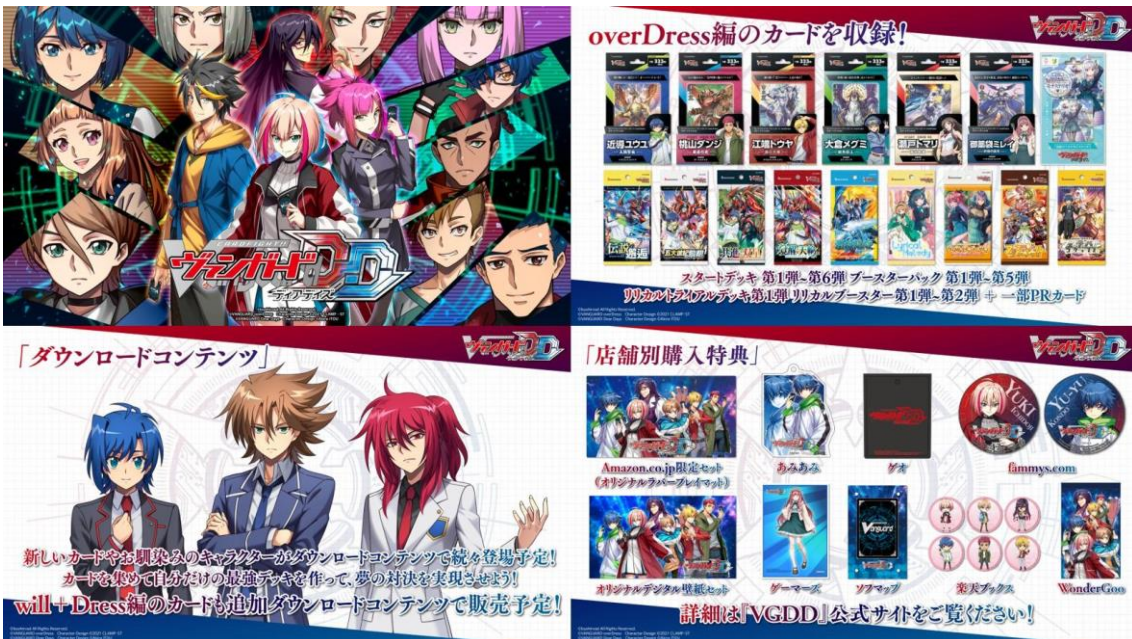 CARDFIGHT!!
ヴァンガード DD
ディアデイズ
overDress編のカードを収録!
近導ユウユ
桃山ダンジ
江端トウヤ
大倉メグミ
瀬戸トマリ
御薬袋ミレイ
スタートデッキ 第1弾~第6弾 ブースターパック 第1弾~第5弾
リリカルトライアルデッキ第1弾 リリカルブースター第1弾~第2弾 + 一部PRカード
「ダウンロードコンテンツ」
新しいカードやお馴染みのキャラクターがダウンロードコンテンツで続々登場予定!
カードを集めて自分だけの最強デッキを作って、夢の対決を実現させよう!
will+Dress編のカードも追加ダウンロードコンテンツで販売予定!
「店舗別購入特典」
YUKI
YU-YU
Amazon.co.jp限定セット
(オリジナルラバープレイマット)
あみあみ
ゲオ
fammys.com
Vanguard
オリジナルデジタル壁紙セット
ゲーマーズ
ソフマップ
楽天ブックス
WonderGoo
詳細は『VGDD』公式サイトをご覧ください!